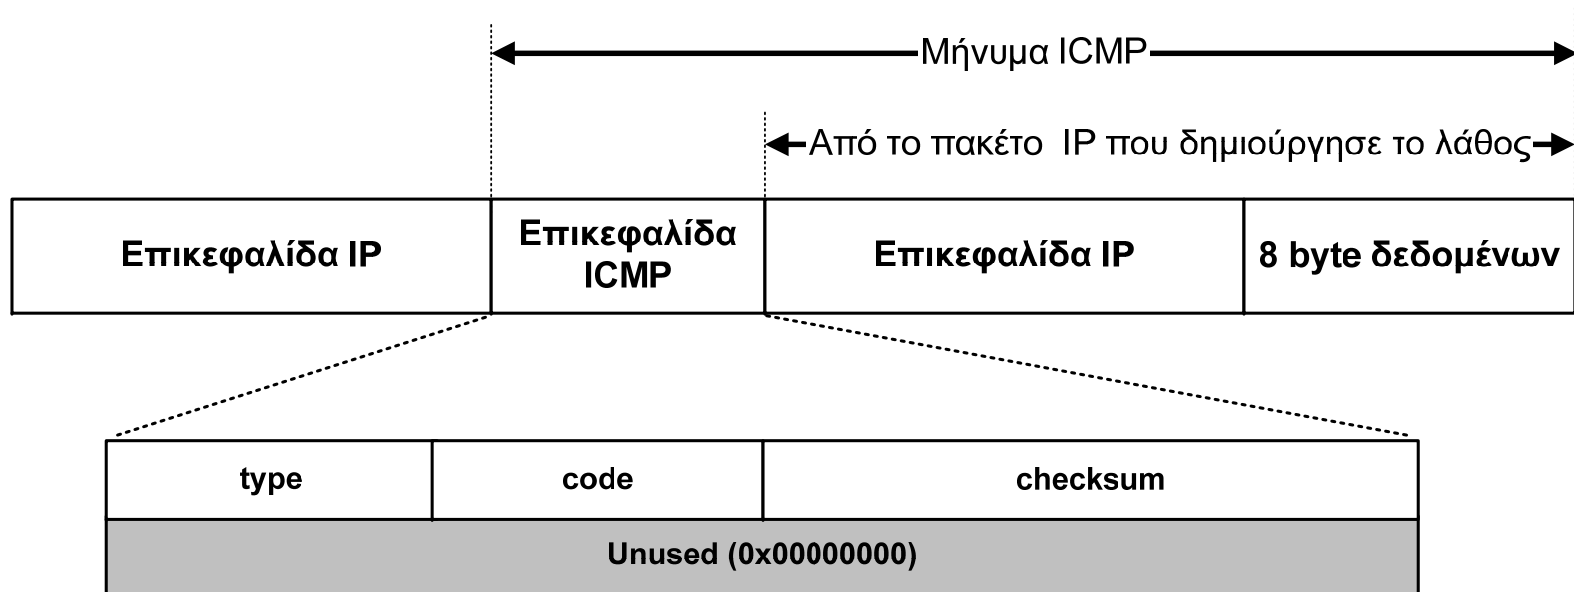 Μήνυμα ICMP
Από το πακέτο IP που δημιούργησε το λάθος
Επικεφαλίδα IP
Επικεφαλίδα
ICMP
Επικεφαλίδα IP
8 byte δεδομένων
type
code
checksum
Unused (0x00000000)